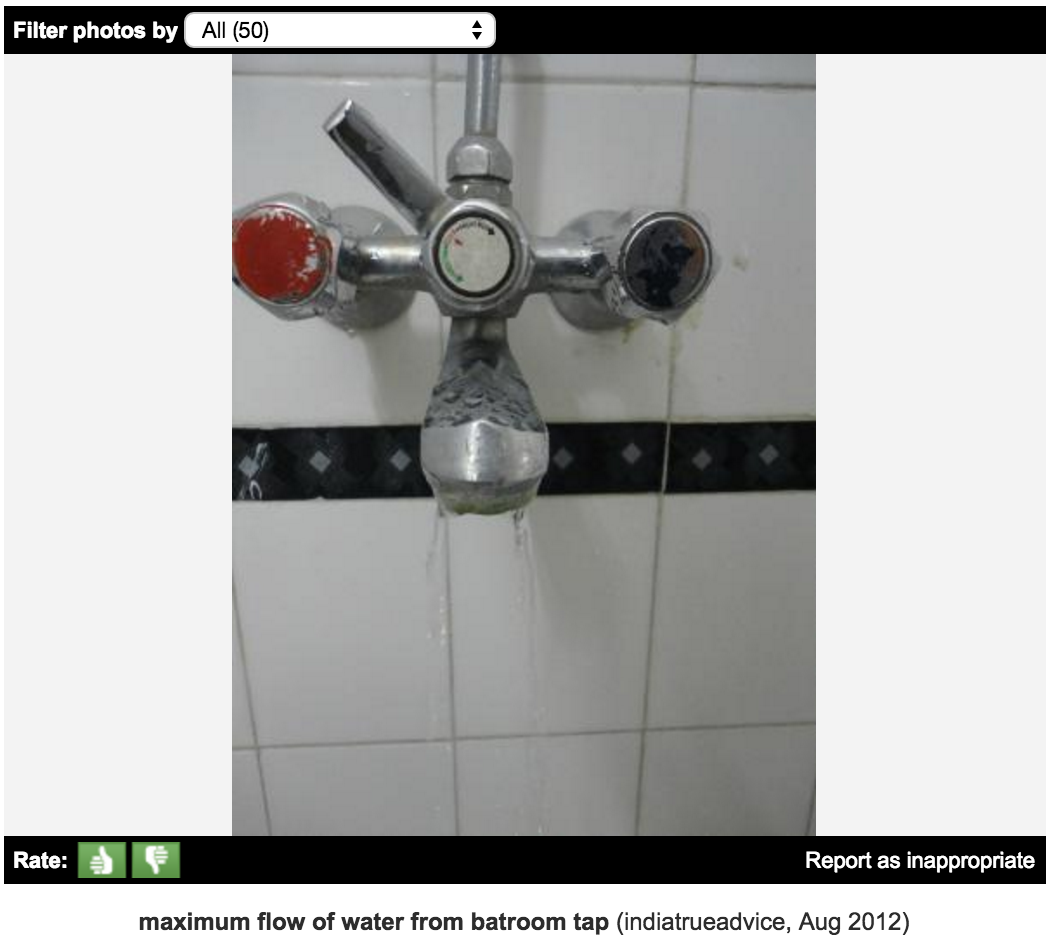 Filter photos by All (50)
Rate: Report as inappropriate
maximum flow of water from batroom tap (indiatrueadvice, Aug 2012)